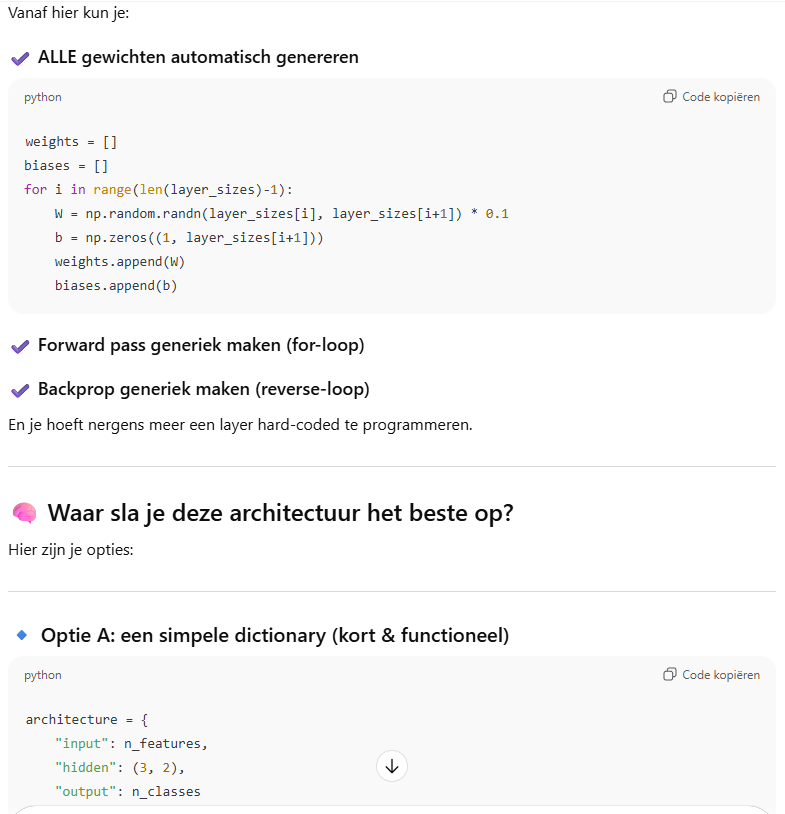 Vanaf hier kun je:
ALLE gewichten automatisch genereren
python
Code kopiëren
weights = []
biases = []
for i in range(len(layer_sizes)-1):
    W = np.random.randn(layer_sizes[i], layer_sizes[i+1]) * 0.1
    b = np.zeros((1, layer_sizes[i+1]))
    weights.append(W)
    biases.append(b)
Forward pass generiek maken (for-loop)
Backprop generiek maken (reverse-loop)
En je hoeft nergens meer een layer hard-coded te programmeren.
Waar sla je deze architectuur het beste op?
Hier zijn je opties:
Optie A: een simpele dictionary (kort & functioneel)
python
Code kopiëren
architecture = {
    "input": n_features,
    "hidden": (3, 2),
    "output": n_classes